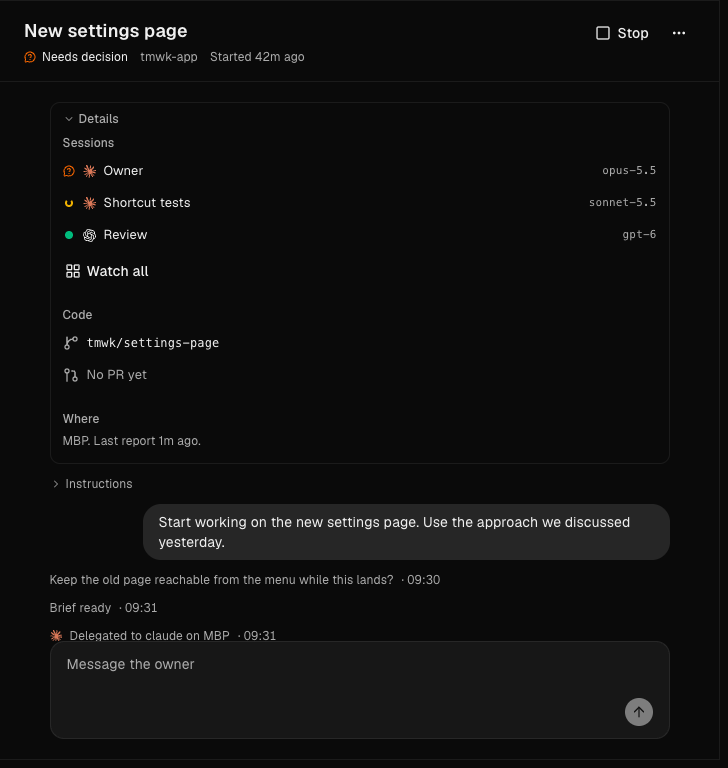 New settings page
Stop
Needs decision tmwk-app Started 42m ago
Details
Sessions
Owner opus-5.5
Shortcut tests sonnet-5.5
Review gpt-6
Watch all
Code
tmwk/settings-page
No PR yet
Where
MBP. Last report 1m ago.
Instructions
Start working on the new settings page. Use the approach we discussed
yesterday.
Keep the old page reachable from the menu while this lands? · 09:30
Brief ready · 09:31
Delegated to claude on MBP · 09:31
Message the owner